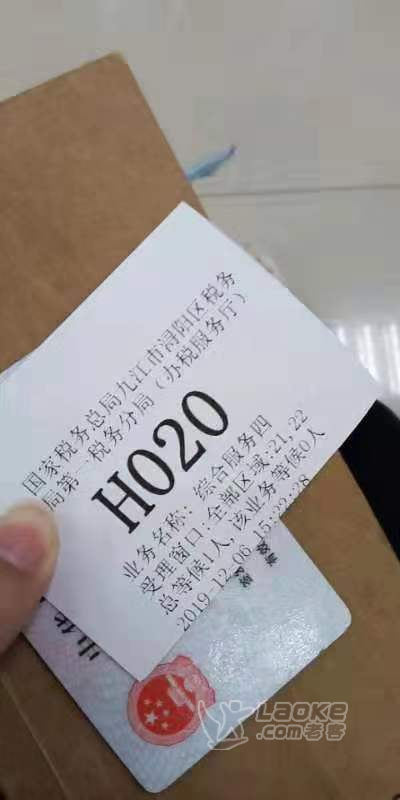 国家税务总局九江市浔阳区税务
局第一税务分局（办税服务厅）
H020
业务名称：综合服务四
受理窗口：全部区域:21,22
总等候1人，该业务等候0人
2019-12-06 15:22:28
LAOKE
.com老客